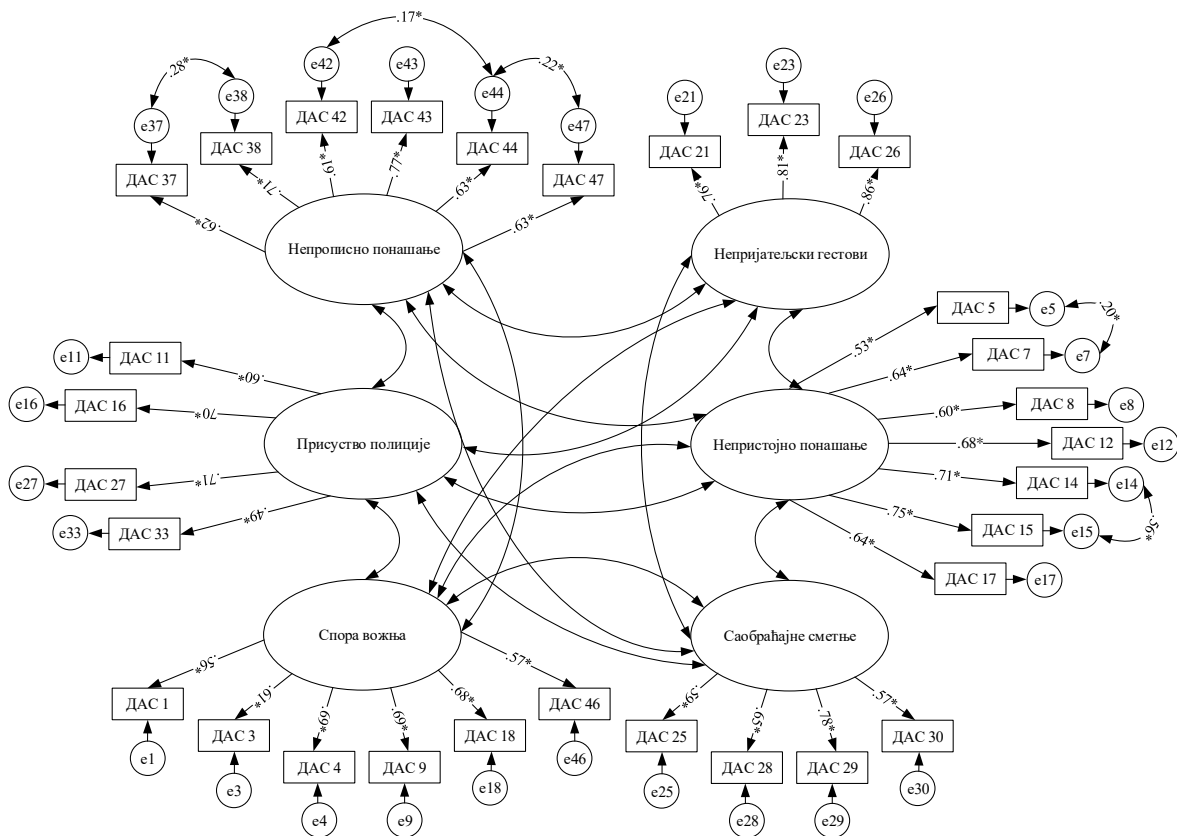 .17*
e42
e43
.28*
.22*
e38
e44
e37
e47
ДАС 42
ДАС 43
ДАС 38
ДАС 44
ДАС 37
ДАС 47
.62*
.71*
.61*
.77*
.63*
.63*
Непрописно понашање
e23
e21
e26
ДАС 23
ДАС 21
ДАС 26
.76*
.81*
.86*
Непријатељски гестови
e11
ДАС 11
.60*
e16
ДАС 16
.70*
e27
ДАС 27
.71*
e33
ДАС 33
.49*
Присуство полиције
Непристојно понашање
.53*
ДАС 5
e5
.20*
.64*
ДАС 7
e7
.60*
ДАС 8
e8
.68*
ДАС 12
e12
.71*
ДАС 14
e14
.56*
.75*
ДАС 15
e15
.64*
ДАС 17
e17
Спора вожња
.56*
.61*
.69*
.69*
.68*
.57*
ДАС 1
ДАС 3
ДАС 4
ДАС 9
ДАС 18
ДАС 46
e1
e3
e4
e9
e18
e46
Саобраћајне сметње
.59*
.65*
.78*
.57*
ДАС 25
ДАС 28
ДАС 29
ДАС 30
e25
e28
e29
e30